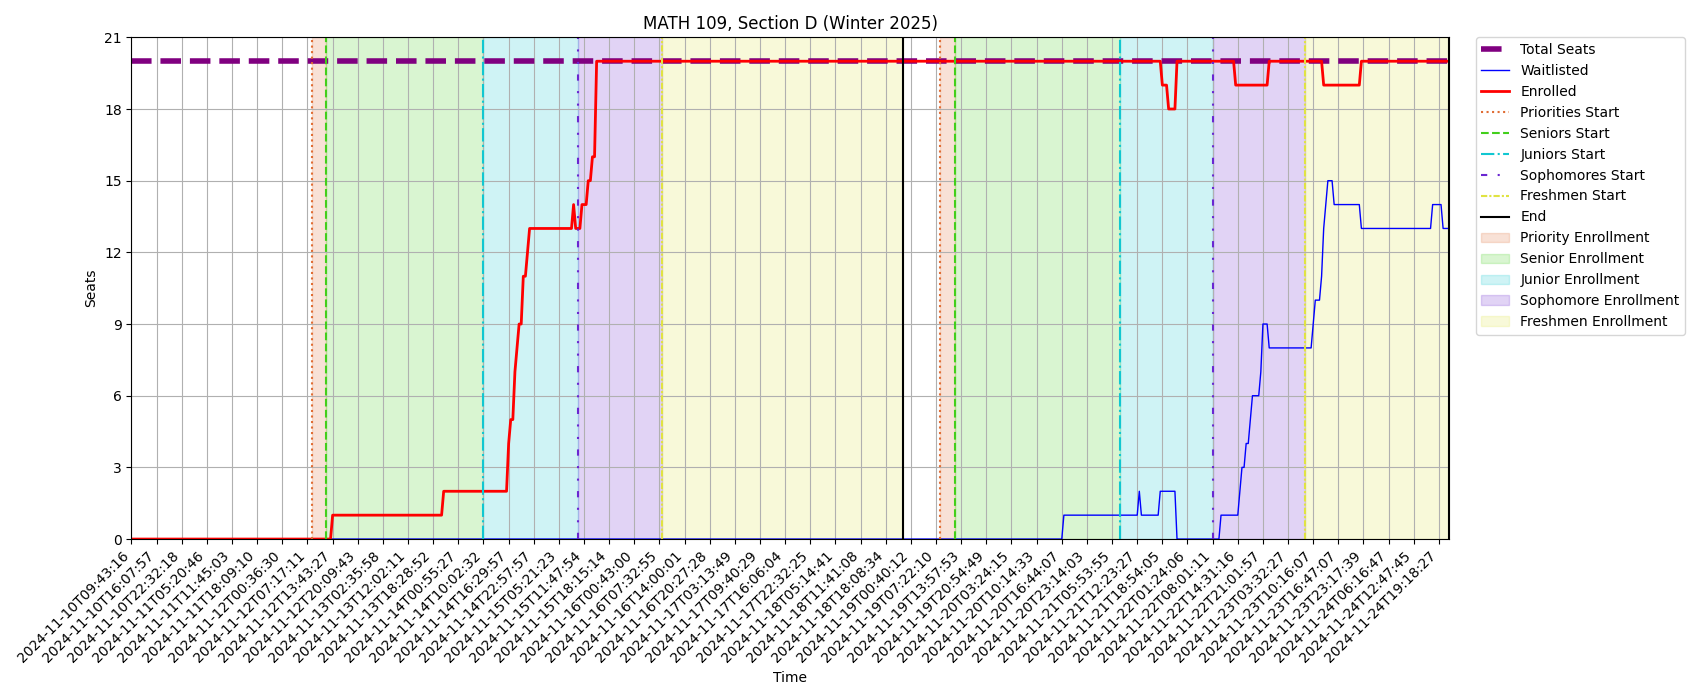 MATH 109, Section D (Winter 2025)
21
18
15
12
9
6
3
0
Seats
2024-11-10T09:43:16
2024-11-10T16:07:57
2024-11-10T22:32:18
2024-11-11T05:20:46
2024-11-11T11:45:03
2024-11-11T18:09:10
2024-11-12T00:36:30
2024-11-12T07:17:11
2024-11-12T13:43:27
2024-11-12T20:09:43
2024-11-13T02:35:58
2024-11-13T12:02:11
2024-11-13T18:28:52
2024-11-14T00:55:27
2024-11-14T10:02:32
2024-11-14T16:29:57
2024-11-14T22:57:57
2024-11-15T05:21:23
2024-11-15T11:47:54
2024-11-15T18:15:14
2024-11-16T00:43:00
2024-11-16T07:32:55
2024-11-16T14:00:01
2024-11-16T20:27:28
2024-11-17T03:13:49
2024-11-17T09:40:29
2024-11-17T16:06:04
2024-11-17T22:32:25
2024-11-18T05:14:41
2024-11-18T11:41:08
2024-11-18T18:08:34
2024-11-19T00:40:12
2024-11-19T07:22:10
2024-11-19T13:57:53
2024-11-19T20:54:49
2024-11-20T03:24:15
2024-11-20T10:14:33
2024-11-20T16:44:07
2024-11-20T23:14:03
2024-11-21T05:53:55
2024-11-21T12:23:27
2024-11-21T18:54:05
2024-11-22T01:24:06
2024-11-22T08:01:11
2024-11-22T14:31:16
2024-11-22T21:01:57
2024-11-23T03:32:27
2024-11-23T10:16:07
2024-11-23T16:47:07
2024-11-23T23:17:39
2024-11-24T06:16:47
2024-11-24T12:47:45
2024-11-24T19:18:27
Time
Total Seats
Waitlisted
Enrolled
Priorities Start
Seniors Start
Juniors Start
Sophomores Start
Freshmen Start
End
Priority Enrollment
Senior Enrollment
Junior Enrollment
Sophomore Enrollment
Freshmen Enrollment